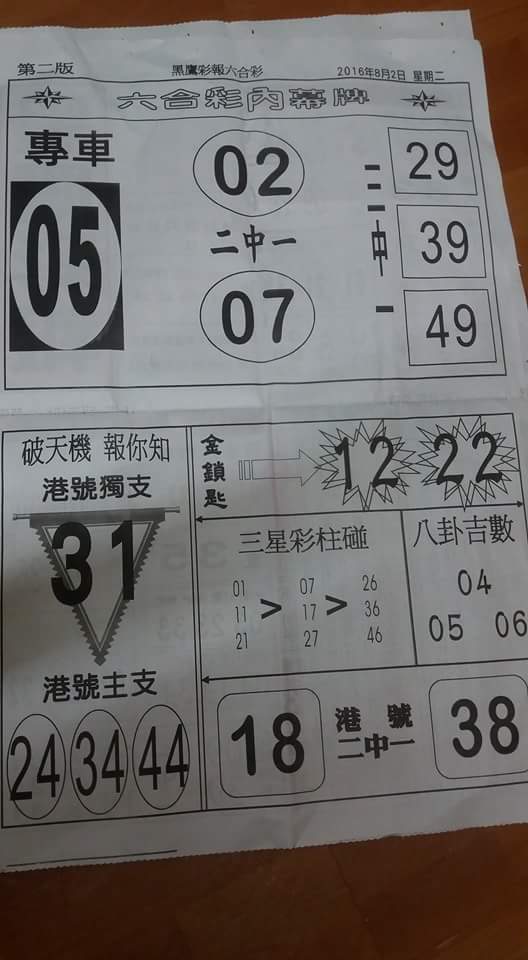 第二版 黑鷹彩報六合彩 2016年8月2日 星期二
六合彩內幕牌
專車
05
02
二中一
07
三中一
29
39
49
破天機 報你知
港號獨支
31
港號主支
24 34 44
金鎖匙 12 22
三星彩柱碰
01 07 26
11 > 17 > 36
21 27 46
八卦吉數
04
05 06
18 港號 二中一 38